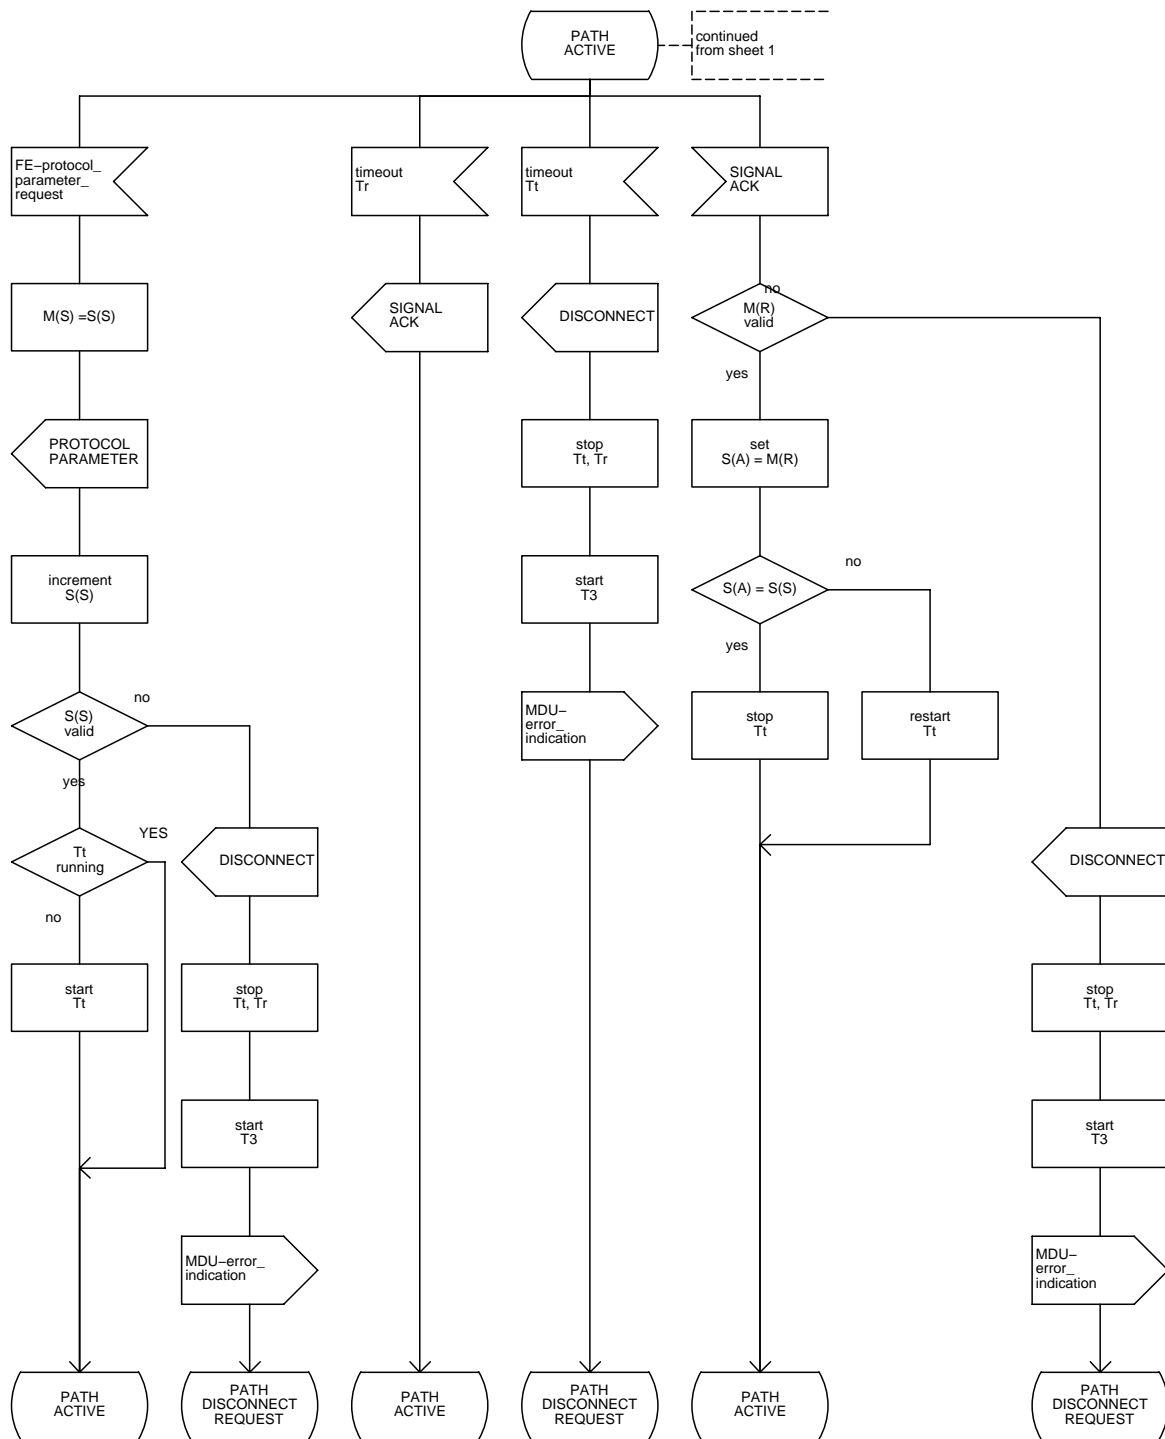 PATH
ACTIVE
continued
from sheet 1
FE-protocol_
parameter_
request
timeout
Tr
timeout
Tt
SIGNAL
ACK
M(S) =S(S)
SIGNAL
ACK
DISCONNECT
no
M(R)
valid
yes
PROTOCOL
PARAMETER
stop
Tt, Tr
set
S(A) = M(R)
increment
S(S)
start
T3
S(A) = S(S)
no
yes
S(S)
valid
no
yes
MDU-
error_
indication
stop
Tt
restart
Tt
Tt
running
YES
no
DISCONNECT
DISCONNECT
start
Tt
stop
Tt, Tr
stop
Tt, Tr
start
T3
start
T3
MDU-error_
indication
MDU-
error_
indication
PATH
ACTIVE
PATH
DISCONNECT
REQUEST
PATH
ACTIVE
PATH
DISCONNECT
REQUEST
PATH
ACTIVE
PATH
DISCONNECT
REQUEST